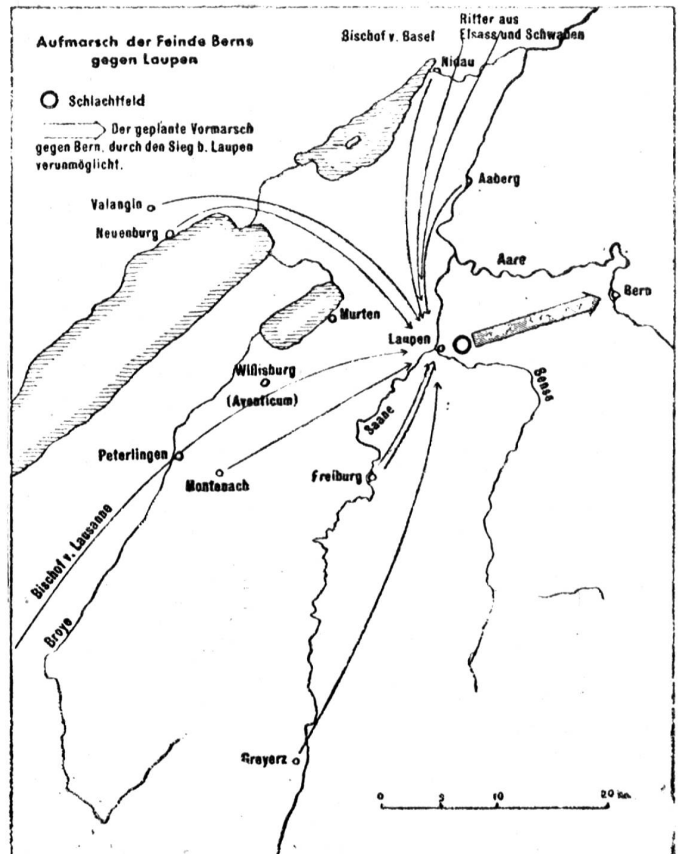 Aufmarsch der Feinde Berns
gegen Laupen
Schlachtfeld
Der geplante Vormarsch
gegen Bern, durch den Sieg b. Laupen
verunmöglicht.
Bischof v. Basel
Ritter aus
Elsass und Schwaben
Nidau
Aaberg
Valangin
Neuenburg
Aare
Bern
Murten
Laupen
Wiflisburg
(Aventicum)
Sense
Saane
Peterlingen
Montenach
Freiburg
Bischof v. Lausanne
Broye
Greyerz
0 5 10 20 Km.